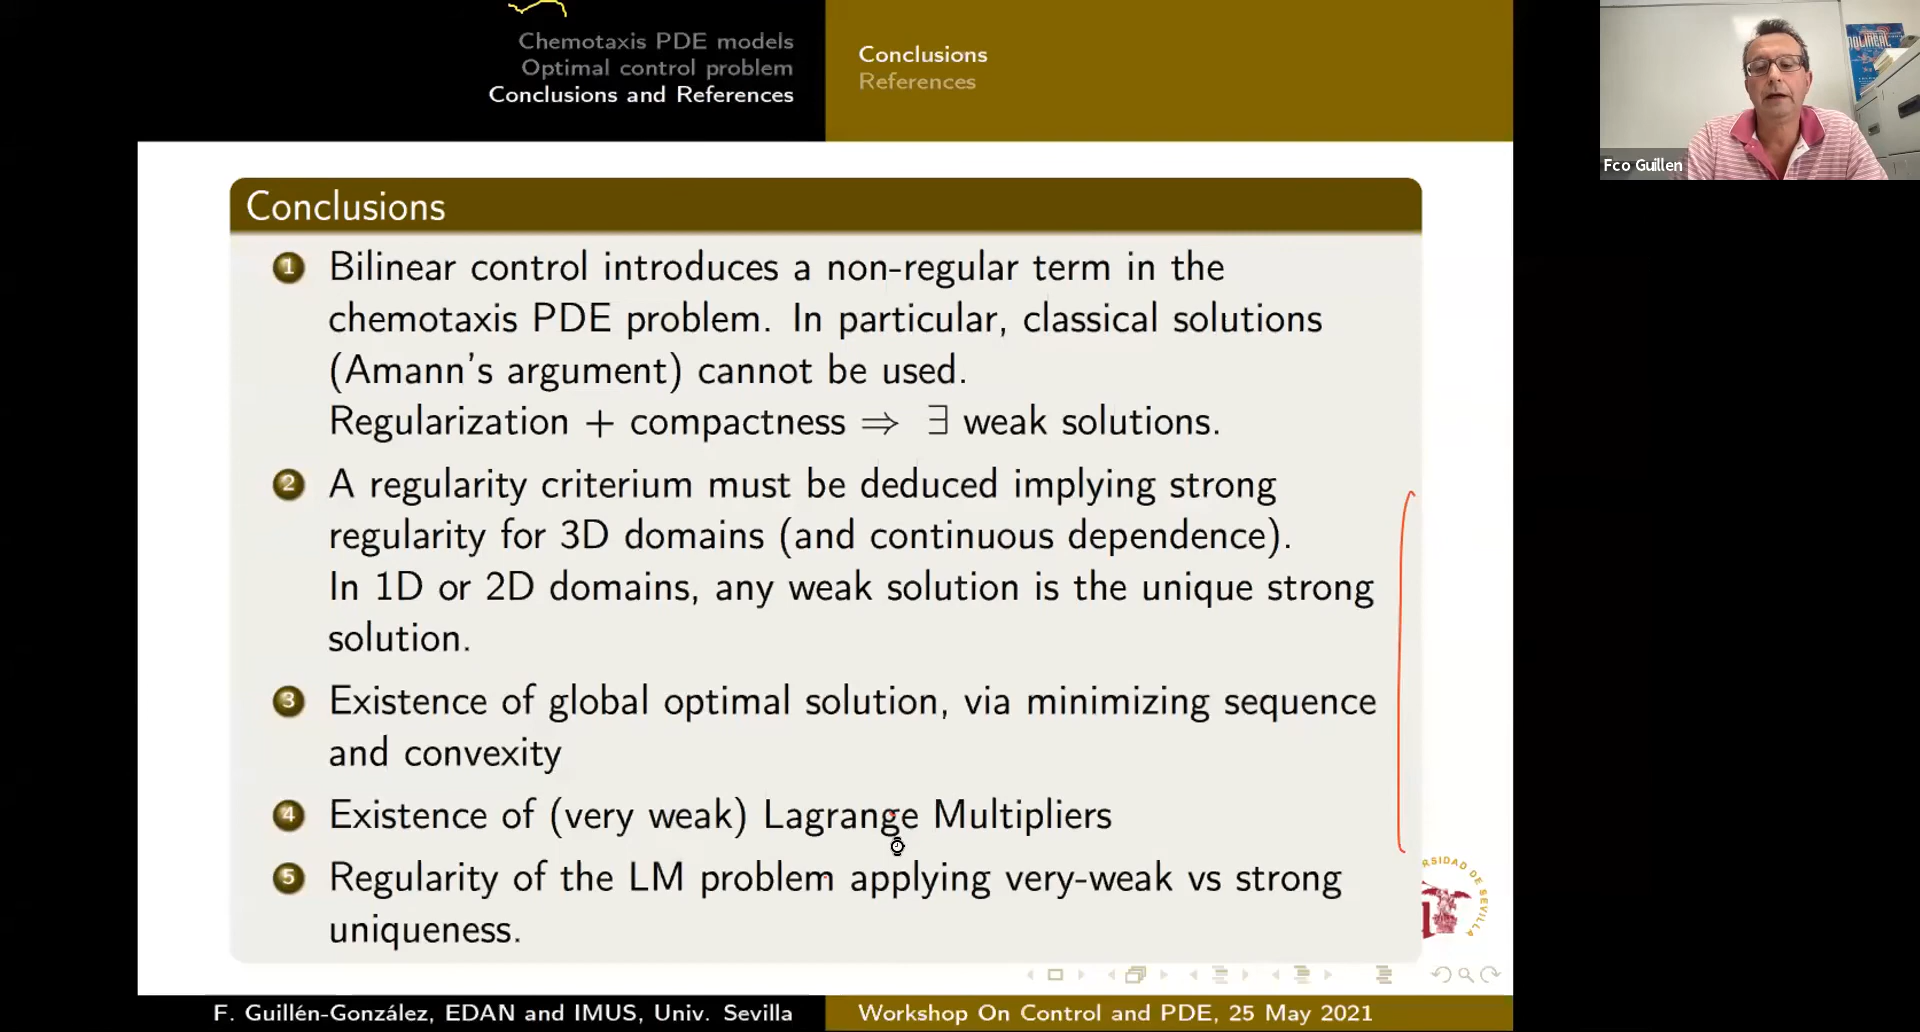 Chemotaxis PDE models
Optimal control problem
Conclusions and References
Conclusions
References
Fco Guillen
Conclusions
1 Bilinear control introduces a non-regular term in the
chemotaxis PDE problem. In particular, classical solutions
(Amann's argument) cannot be used.
Regularization + compactness ⇒ ∃ weak solutions.
2 A regularity criterium must be deduced implying strong
regularity for 3D domains (and continuous dependence).
In 1D or 2D domains, any weak solution is the unique strong
solution.
3 Existence of global optimal solution, via minimizing sequence
and convexity
4 Existence of (very weak) Lagrange Multipliers
5 Regularity of the LM problem applying very-weak vs strong
uniqueness.
F. Guillén-González, EDAN and IMUS, Univ. Sevilla
Workshop On Control and PDE, 25 May 2021